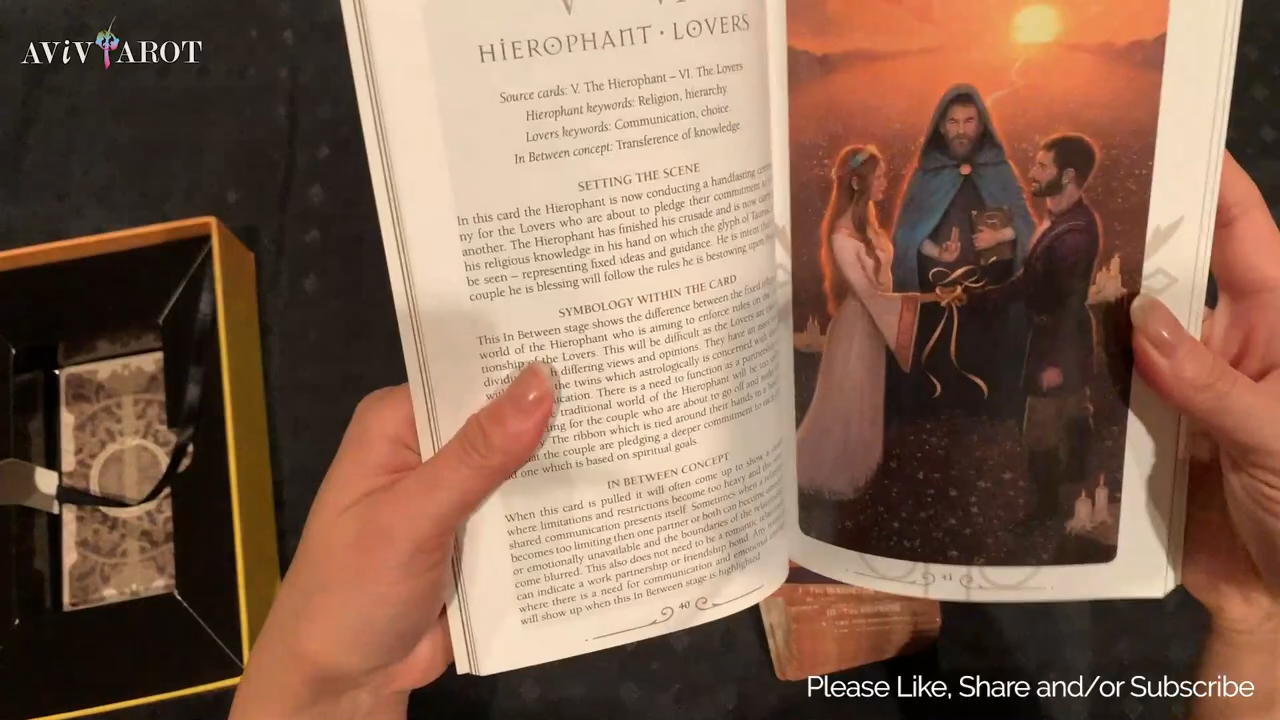 AViV TAROT
V VI
HIEROPHANT · LOVERS
Source cards: V. The Hierophant – VI. The Lovers
Hierophant keywords: Religion, hierarchy
Lovers keywords: Communication, choice
In Between concept: Transference of knowledge
SETTING THE SCENE
In this card the Hierophant is now conducting a handfasting
ny for the Lovers who are about to pledge their commitment
another. The Hierophant has finished his crusade and is now
his religious knowledge in his hand on which the glyph of Taurus
be seen – representing fixed ideas and guidance. He is intent
couple he is blessing will follow the rules he is bestowing upon
SYMBOLOGY WITHIN THE CARD
This In Between stage shows the difference between the fixed
world of the Hierophant who is aiming to enforce rules on the
tionship of the Lovers. This will be difficult as the Lovers are
differing views and opinions. They have an
the twins which astrologically is concerned with
ication. There is a need to function as a partnership
traditional world of the Hierophant will be
ing for the couple who are about to go off and
The ribbon which is tied around their hands in a
the couple are pledging a deeper commitment to
one which is based on spiritual goals.
IN BETWEEN CONCEPT
When this card is pulled it will often come up to show a
where limitations and restrictions become too heavy and
shared communication presents itself. Sometimes when a
becomes too limiting then one partner or both can become
or emotionally unavailable and the boundaries of the relationship
come blurred. This also does not need to be a romantic
can indicate a work partnership or friendship bond. Any
where there is a need for communication and emotional
will show up when this In Between stage is highlighted
40
41
Please Like, Share and/or Subscribe